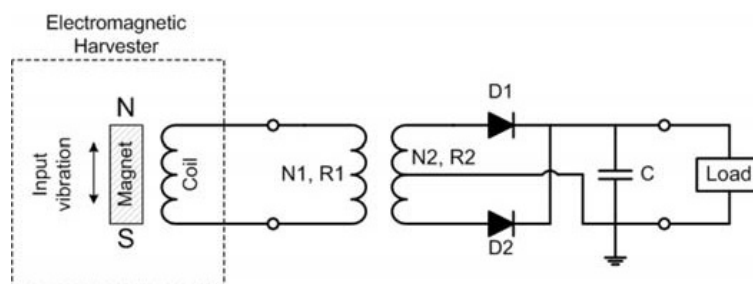 Electromagnetic
Harvester
N
Input
vibration
Magnet
S
Coil
N1, R1
N2, R2
D1
D2
C
Load